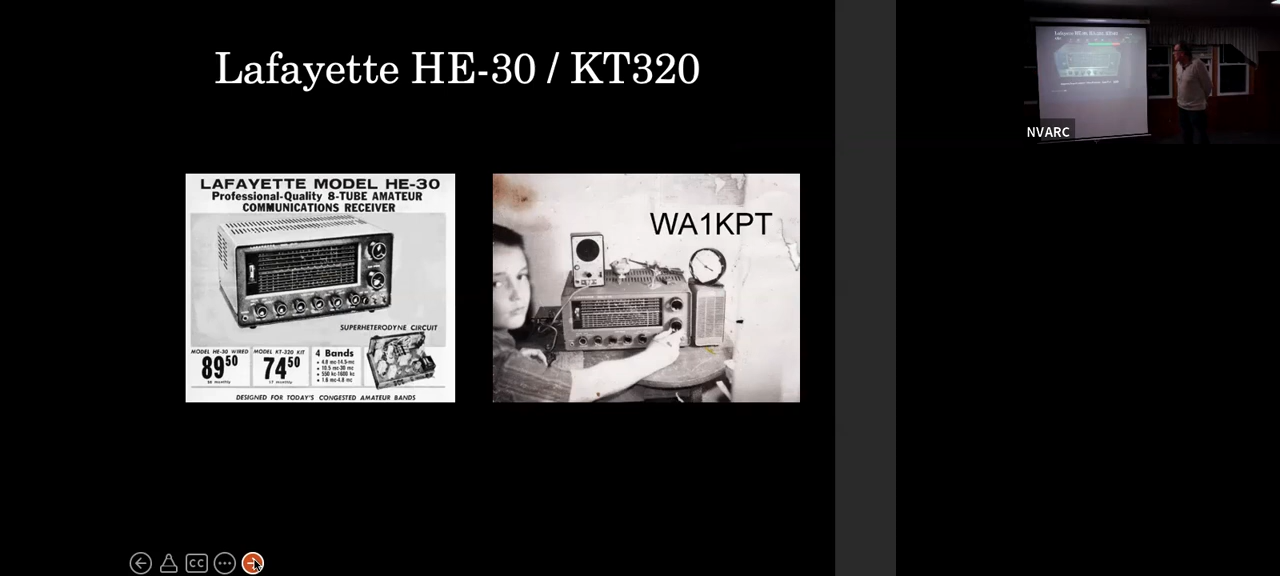 Lafayette HE-30 / KT320
LAFAYETTE MODEL HE-30
Professional-Quality 8-TUBE AMATEUR
COMMUNICATIONS RECEIVER
SUPERHETERODYNE CIRCUIT
MODEL HE-30 WIRED
89 50
MODEL KT-320 KIT
74 50
4 Bands
• 4.8 mc-14.5-mc
• 10.5 mc-30 mc
• 550 kc-1600 kc
• 1.6 mc-4.8 mc
DESIGNED FOR TODAY'S CONGESTED AMATEUR BANDS
WA1KPT
CC
NVARC